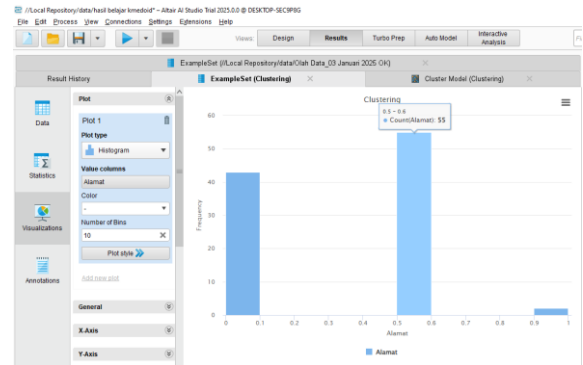 //Local Repository/data/hasil belajar kmedoid* – Altair AI Studio Trial 2025.0.0 @ DESKTOP-SEC9P8G
File Edit Process View Connections Settings Extensions Help
Views: Design Results Turbo Prep Auto Model Interactive Analysis
ExampleSet (//Local Repository/data/Olah Data_03 Januari 2025 OK)
Result History ExampleSet (Clustering) Cluster Model (Clustering)
Data
Statistics
Visualizations
Annotations
Plot
Plot 1
Plot type
Histogram
Value columns
Alamat
Color
-
Number of Bins
10
Plot style
Add new plot
General
X-Axis
Y-Axis
Clustering
0.5 - 0.6
Count(Alamat): 55
Frequency
60
50
40
30
20
10
0
0 0.1 0.2 0.3 0.4 0.5 0.6 0.7 0.8 0.9 1
Alamat
Alamat